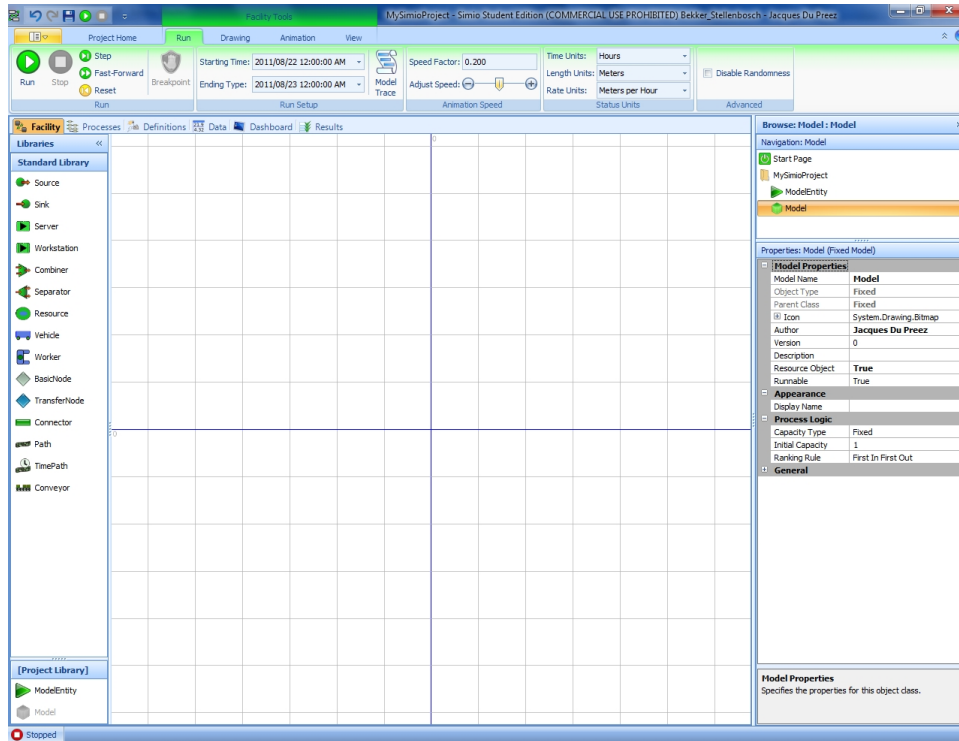 Facility Tools
MySimioProject - Simio Student Edition (COMMERCIAL USE PROHIBITED) Bekker_Stellenbosch - Jacques Du Preez
Project Home
Run
Drawing
Animation
View
Run
Stop
Step
Fast-Forward
Reset
Run
Breakpoint
Starting Time: 2011/08/22 12:00:00 AM
Ending Type: 2011/08/23 12:00:00 AM
Run Setup
Model Trace
Speed Factor: 0.200
Adjust Speed:
Animation Speed
Time Units: Hours
Length Units: Meters
Rate Units: Meters per Hour
Status Units
Disable Randomness
Advanced
Facility
Processes
Definitions
Data
Dashboard
Results
Libraries
Standard Library
Source
Sink
Server
Workstation
Combiner
Separator
Resource
Vehicle
Worker
BasicNode
TransferNode
Connector
Path
TimePath
Conveyor
[Project Library]
ModelEntity
Model
Stopped
0
0
Browse: Model : Model
Navigation: Model
Start Page
MySimioProject
ModelEntity
Model
Properties: Model (Fixed Model)
Model Properties
Model Name Model
Object Type Fixed
Parent Class Fixed
Icon System.Drawing.Bitmap
Author Jacques Du Preez
Version 0
Description
Resource Object True
Runnable True
Appearance
Display Name
Process Logic
Capacity Type Fixed
Initial Capacity 1
Ranking Rule First In First Out
General
Model Properties
Specifies the properties for this object class.